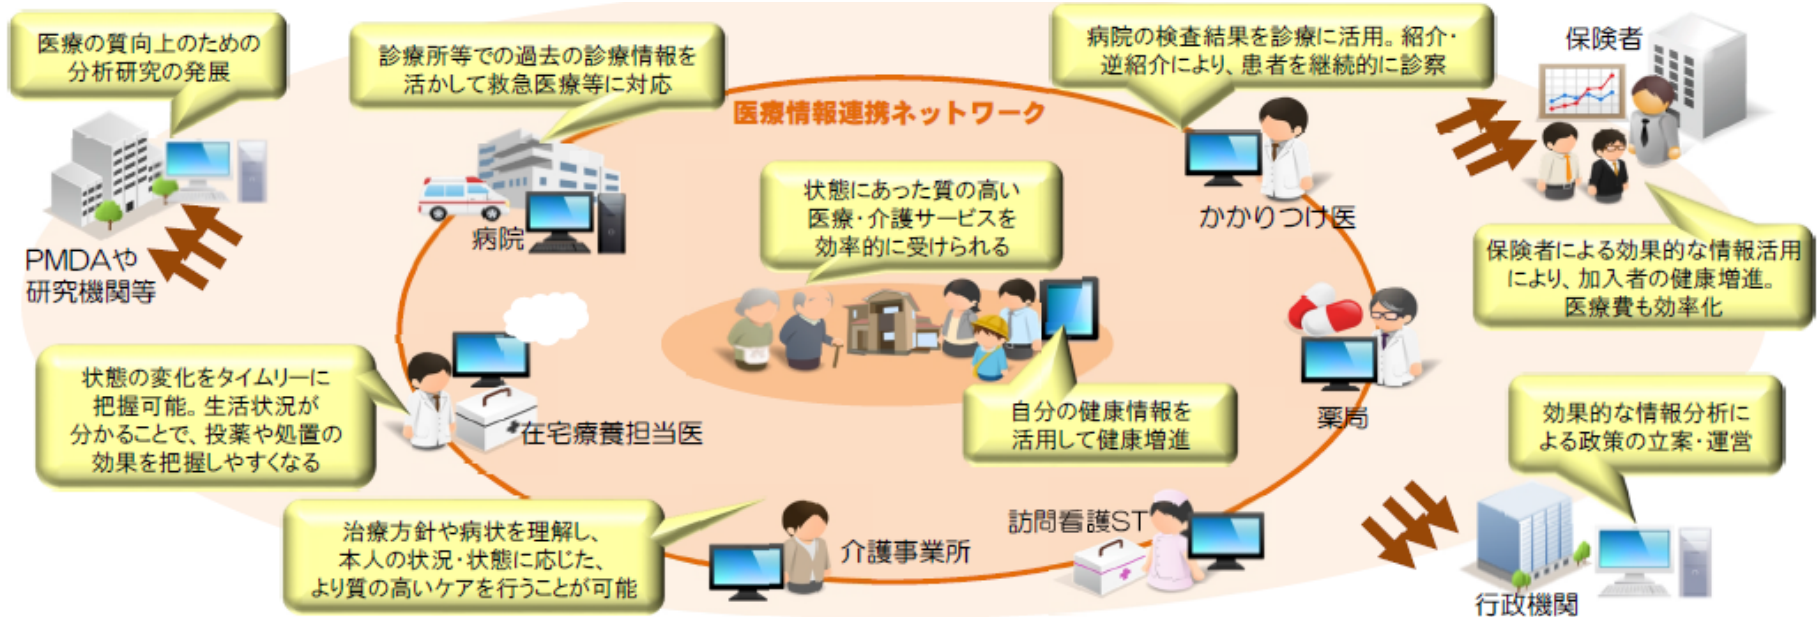 医療の質向上のための
分析研究の発展
PMDAや
研究機関等
診療所等での過去の診療情報を
活かして救急医療等に対応
病院
医療情報連携ネットワーク
病院の検査結果を診療に活用。紹介・
逆紹介により、患者を継続的に診察
かかりつけ医
保険者
保険者による効果的な情報活用
により、加入者の健康増進。
医療費も効率化
状態にあった質の高い
医療・介護サービスを
効率的に受けられる
自分の健康情報を
活用して健康増進
薬局
状態の変化をタイムリーに
把握可能。生活状況が
分かることで、投薬や処置の
効果を把握しやすくなる
在宅療養担当医
治療方針や病状を理解し、
本人の状況・状態に応じた、
より質の高いケアを行うことが可能
介護事業所
訪問看護ST
効果的な情報分析に
よる政策の立案・運営
行政機関